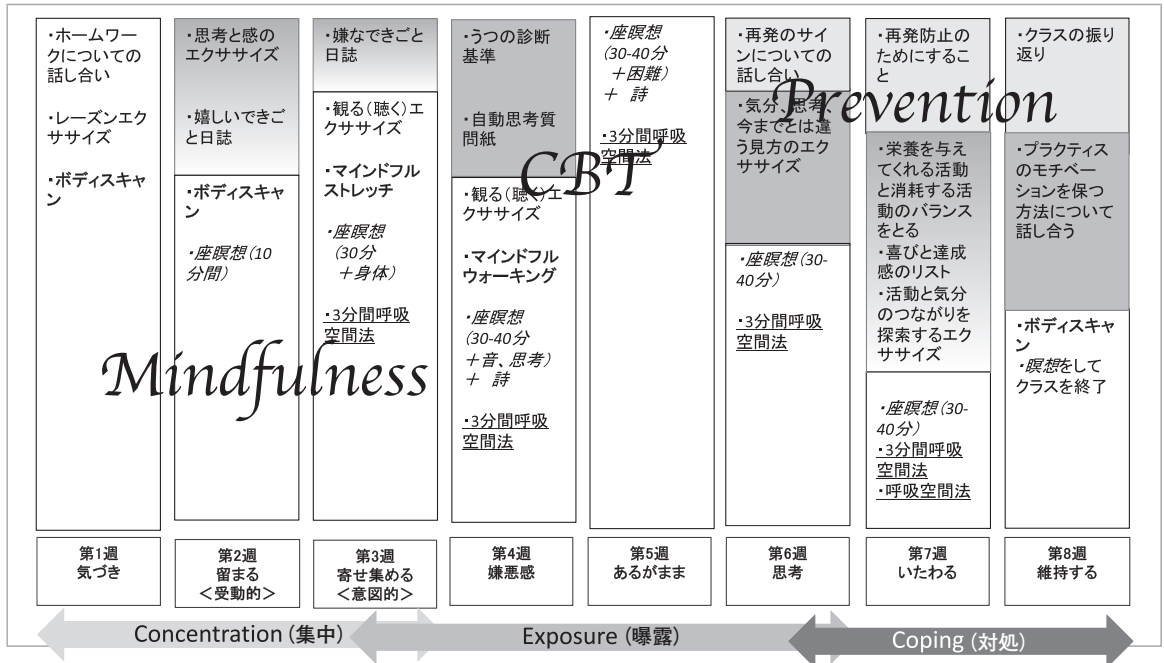 ・ホームワー
クについての
話し合い
・レーズンエク
ササイズ
・ボディスキャ
ン
・思考と感の
エクササイズ
・嬉しいできご
と日誌
・ボディスキャ
ン
・座瞑想(10
分間)
・嫌なできごと
日誌
・観る(聴く)エ
クササイズ
・マインドフル
ストレッチ
・座瞑想
(30分
+身体)
・3分間呼吸
空間法
・うつの診断
基準
・自動思考質
問紙
・観る(聴く)エ
クササイズ
・マインドフル
ウォーキング
・座瞑想
(30-40分
+音、思考)
+ 詩
・3分間呼吸
空間法
・座瞑想
(30-40分
+困難)
+ 詩
・3分間呼吸
空間法
・再発のサイ
ンについての
話し合い
・気分、思考、
今までとは違
う見方のエク
ササイズ
・座瞑想(30-
40分)
・3分間呼吸
空間法
・再発防止の
ためにするこ
と
・栄養を与え
てくれる活動
と消耗する活
動のバランス
をとる
・喜びと達成
感のリスト
・活動と気分
のつながりを
探索するエク
ササイズ
・座瞑想(30-
40分)
・3分間呼吸
空間法
・呼吸空間法
・クラスの振り
返り
・プラクティス
のモチベー
ションを保つ
方法について
話し合う
・ボディスキャ
ン
・瞑想をして
クラスを終了
Mindfulness
CBT
Prevention
第1週
気づき
第2週
留まる
<受動的>
第3週
寄せ集める
<意図的>
第4週
嫌悪感
第5週
あるがまま
第6週
思考
第7週
いたわる
第8週
維持する
Concentration(集中)
Exposure(曝露)
Coping(対処)